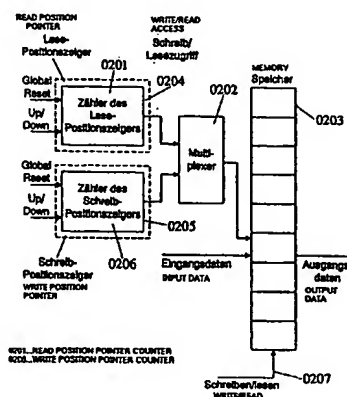 READ POSITION
POINTER
Lese-
Positionszeiger
0201
0204
WRITE/READ
ACCESS
Schreib/
Lesezugriff
0202
MEMORY
Speicher
0203
Global
Reset
Up/
Down
Zähler des
Lese-
Positionszeigers
Multi-
plexer
Global
Reset
Up/
Down
Zähler des
Schreib-
Positionszeigers
0205
0206
Schreib-
Positionszeiger
WRITE POSITION
POINTER
Eingangsdaten
INPUT DATA
Ausgangs
daten
OUTPUT
DATA
0201...READ POSITION POINTER COUNTER
0206...WRITE POSITION POINTER COUNTER
0207
Schreiben/lesen
WRITE/READ